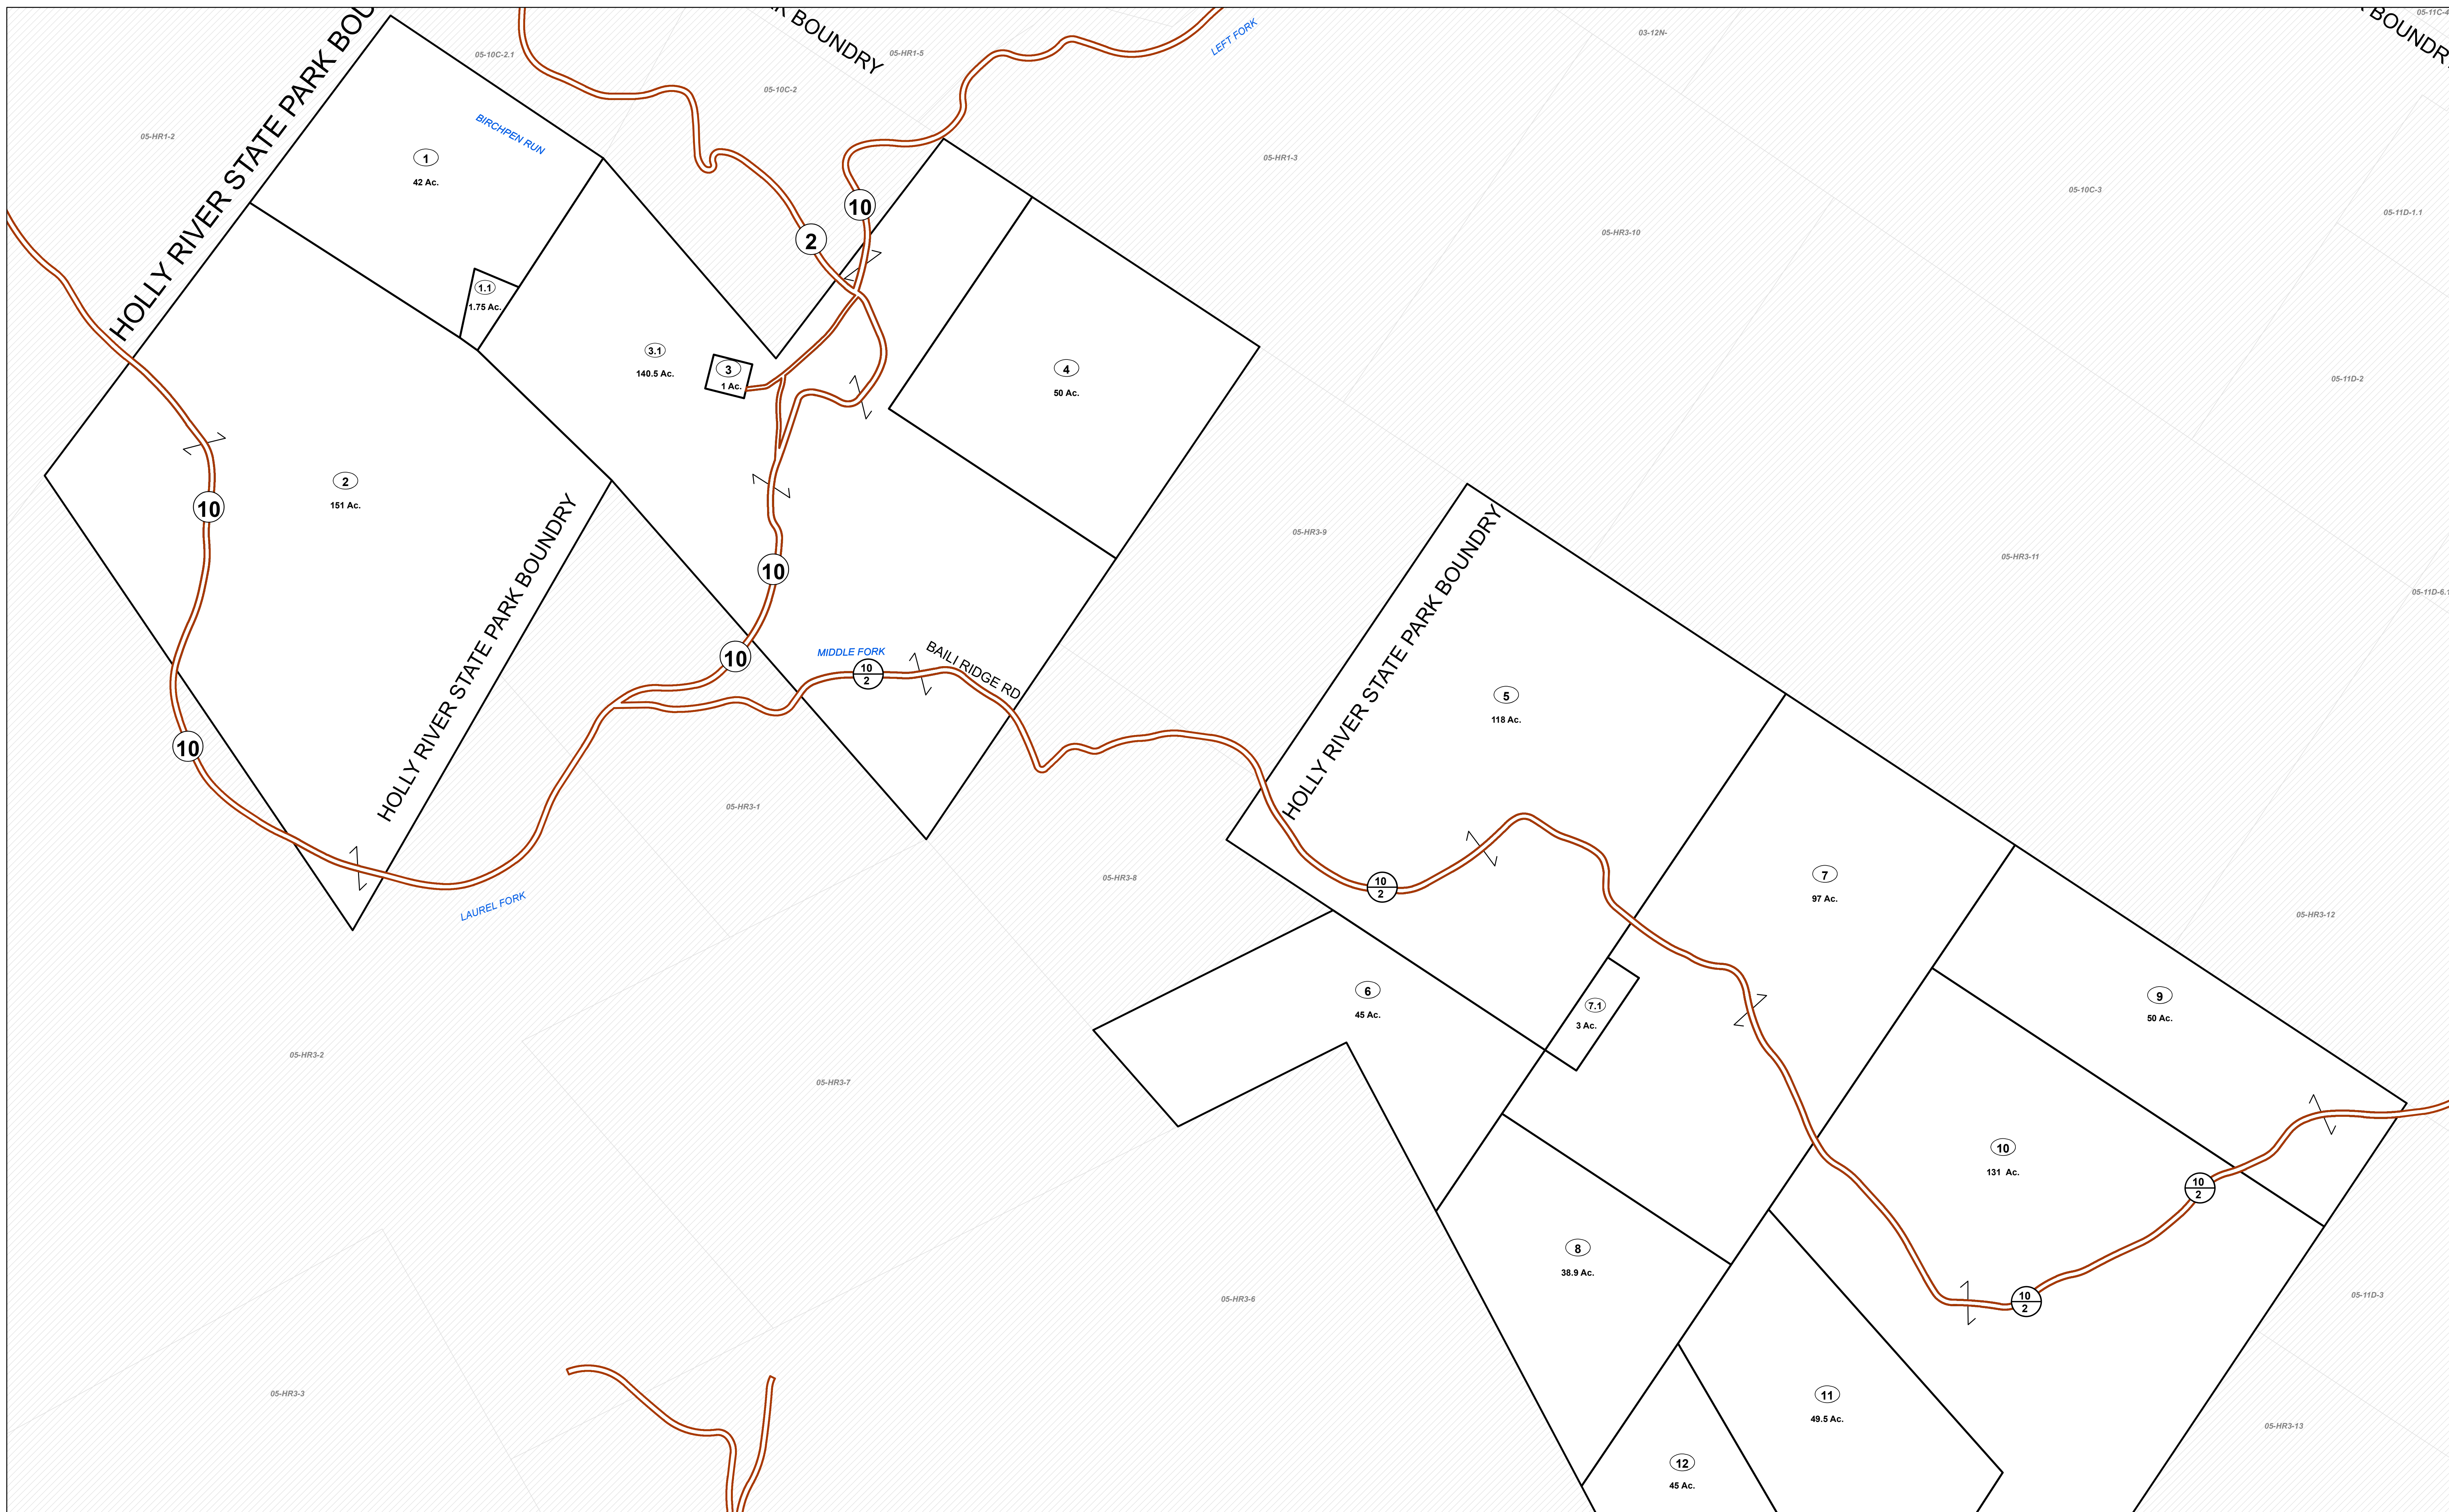 HOLLY RIVER STATE PARK BOU
05-10C-2.1
RK BOUNDRY
05-HR1-5
LEFT FORK
03-12N-
BOUNDRY
05-11C-4
05-10C-2
05-HR1-2
BIRCHPEN RUN
1
42 Ac.
05-HR1-3
05-10C-3
10
05-11D-1.1
05-HR3-10
2
1.1
1.75 Ac.
3.1
140.5 Ac.
3
1 Ac.
4
50 Ac.
05-11D-2
2
151 Ac.
10
HOLLY RIVER STATE PARK BOUNDRY
05-HR3-9
HOLLY RIVER STATE PARK BOUNDRY
05-HR3-11
10
05-11D-6.1
10
MIDDLE FORK
10
2
BAILI RIDGE RD
5
118 Ac.
10
05-HR3-1
05-HR3-8
10
2
7
97 Ac.
LAUREL FORK
05-HR3-12
6
45 Ac.
7.1
3 Ac.
9
50 Ac.
05-HR3-2
05-HR3-7
10
131 Ac.
10
2
8
38.9 Ac.
05-HR3-6
10
2
05-11D-3
05-HR3-3
11
49.5 Ac.
05-HR3-13
12
45 Ac.